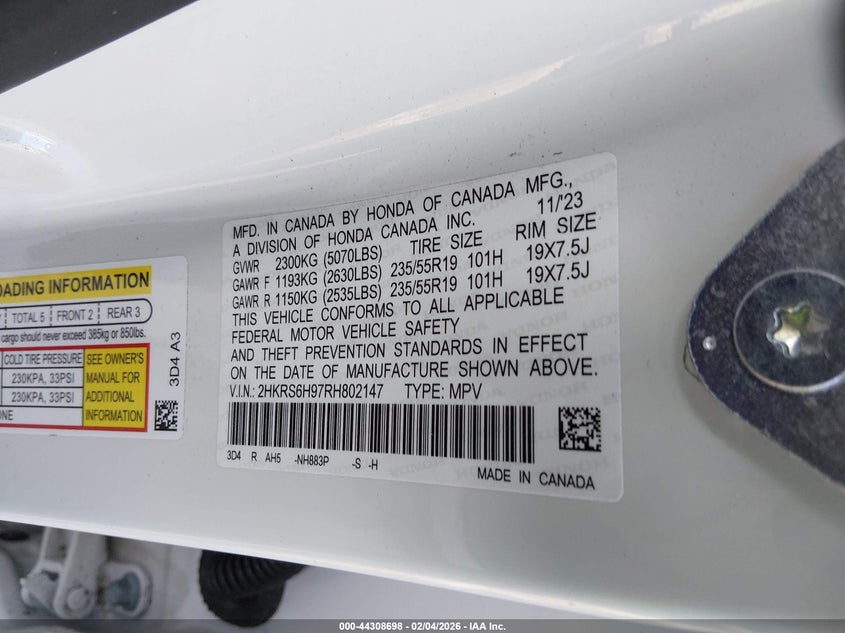 MFD. IN CANADA BY HONDA OF CANADA MFG.,
A DIVISION OF HONDA CANADA INC. 11/'23
GVWR 2300KG (5070LBS) TIRE SIZE RIM SIZE
GAWR F 1193KG (2630LBS) 235/55R19 101H 19X7.5J
GAWR R 1150KG (2535LBS) 235/55R19 101H 19X7.5J
THIS VEHICLE CONFORMS TO ALL APPLICABLE
FEDERAL MOTOR VEHICLE SAFETY
AND THEFT PREVENTION STANDARDS IN EFFECT
ON THE DATE OF MANUFACTURE SHOWN ABOVE.
V.I.N.: 2HKRS6H97RH802147 TYPE: MPV
3D4 R AH5 -NH883P -S -H
MADE IN CANADA
LOADING INFORMATION
TOTAL 5 FRONT 2 REAR 3
cargo should never exceed 385kg or 850lbs.
COLD TIRE PRESSURE
230KPA, 33PSI
230KPA, 33PSI
SEE OWNER'S
MANUAL FOR
ADDITIONAL
INFORMATION
3D4 A3
000-44308698 - 02/04/2026 - IAA Inc.